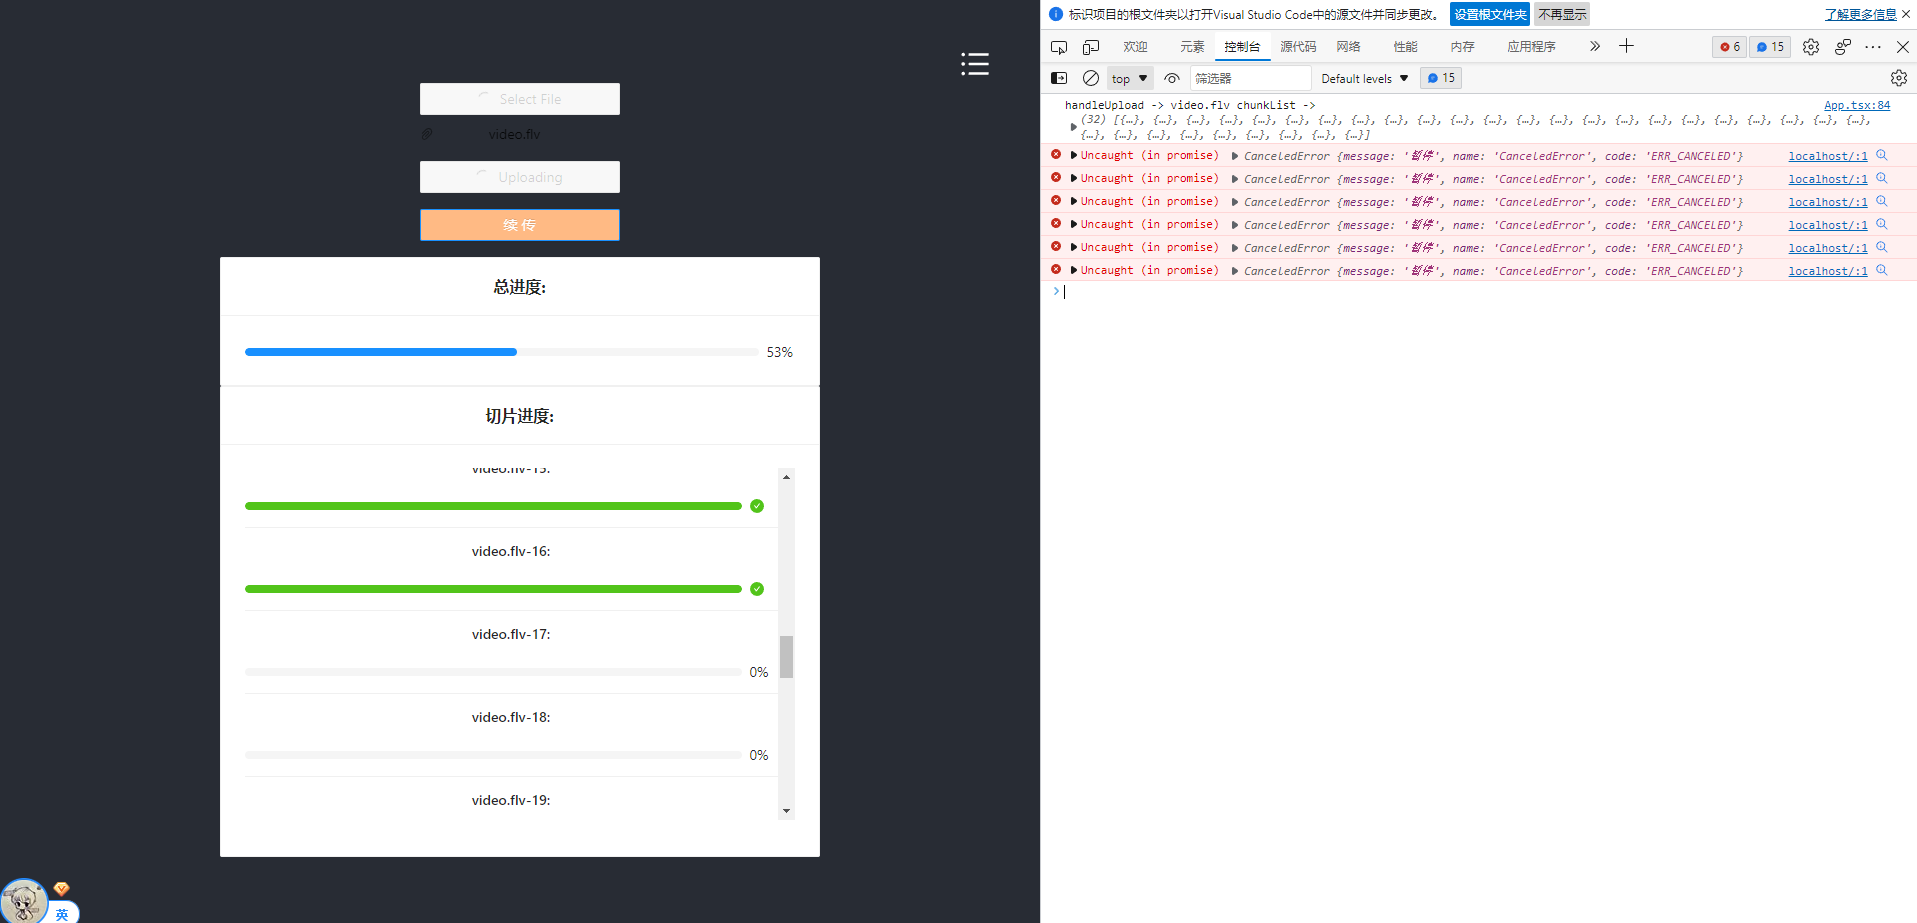 Select File
video.flv
Uploading
续 传
总进度:
53%
切片进度:
video.flv-15:
video.flv-16:
video.flv-17:
0%
video.flv-18:
0%
video.flv-19:
英
标识项目的根文件夹以打开Visual Studio Code中的源文件并同步更改。 设置根文件夹 不再显示 了解更多信息
欢迎 元素 控制台 源代码 网络 性能 内存 应用程序 6 15
top 筛选器 Default levels 15
handleUpload -> video.flv chunkList -> App.tsx:84
(32) [{…}, {…}, {…}, {…}, {…}, {…}, {…}, {…}, {…}, {…}, {…}, {…}, {…}, {…}, {…}, {…}, {…}, {…}, {…}, {…}, {…}, {…}, {…},
{…}, {…}, {…}, {…}, {…}, {…}, {…}, {…}, {…}]
Uncaught (in promise) CanceledError {message: '暂停', name: 'CanceledError', code: 'ERR_CANCELED'} localhost/:1
Uncaught (in promise) CanceledError {message: '暂停', name: 'CanceledError', code: 'ERR_CANCELED'} localhost/:1
Uncaught (in promise) CanceledError {message: '暂停', name: 'CanceledError', code: 'ERR_CANCELED'} localhost/:1
Uncaught (in promise) CanceledError {message: '暂停', name: 'CanceledError', code: 'ERR_CANCELED'} localhost/:1
Uncaught (in promise) CanceledError {message: '暂停', name: 'CanceledError', code: 'ERR_CANCELED'} localhost/:1
Uncaught (in promise) CanceledError {message: '暂停', name: 'CanceledError', code: 'ERR_CANCELED'} localhost/:1